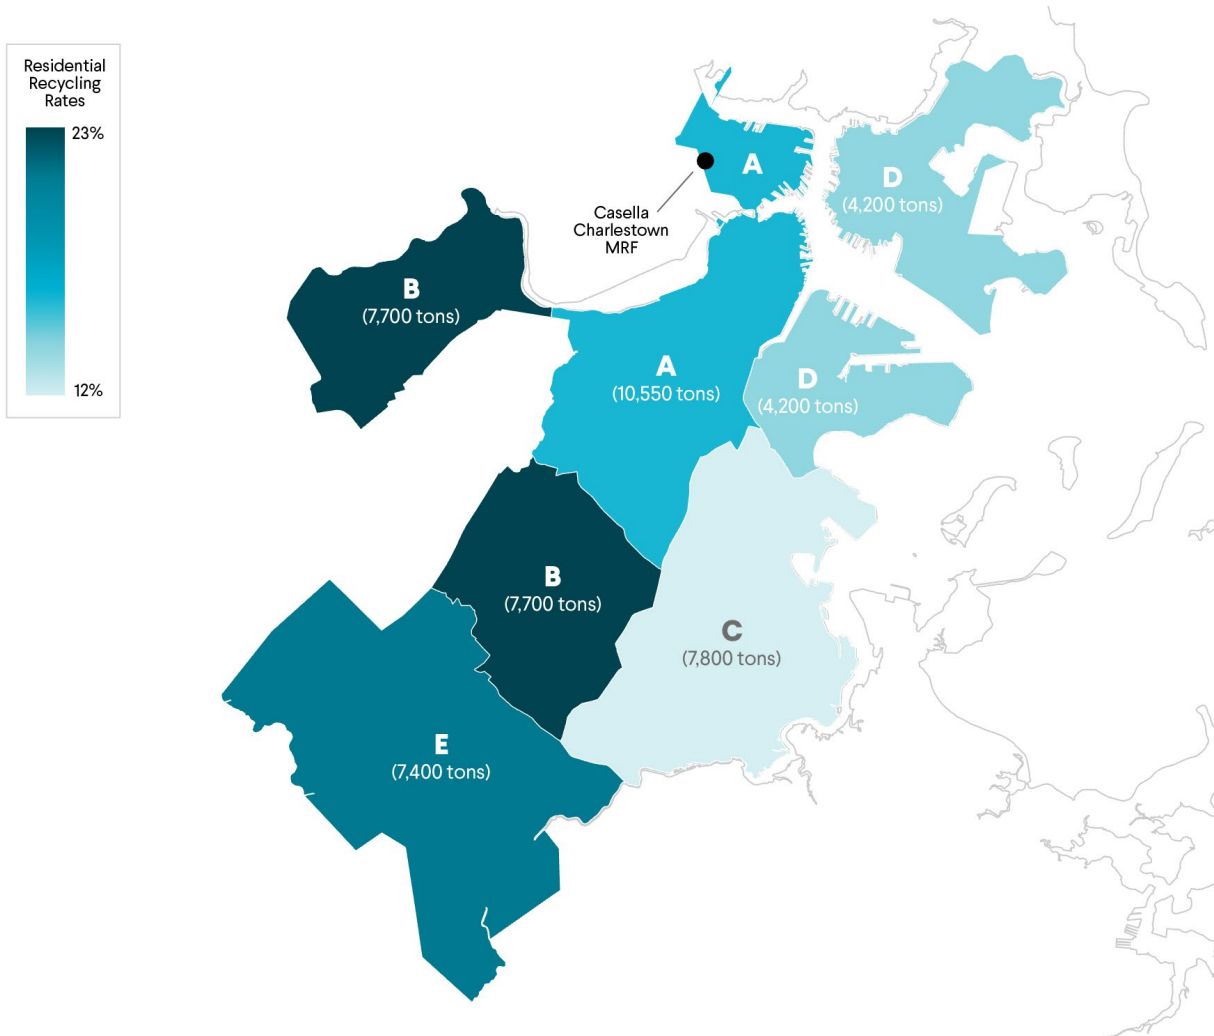 Residential
Recycling
Rates
23%
12%
A
Casella
Charlestown
MRF
D
(4,200 tons)
B
(7,700 tons)
A
(10,550 tons)
D
(4,200 tons)
B
(7,700 tons)
C
(7,800 tons)
E
(7,400 tons)